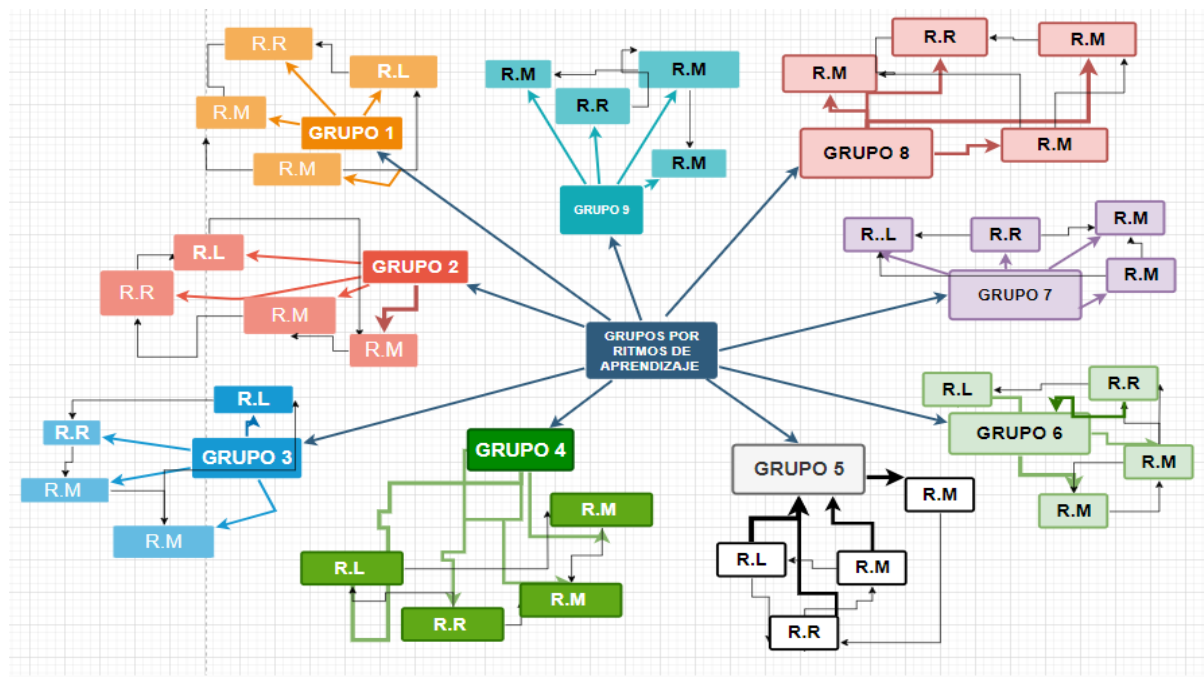 GRUPOS POR
RITMOS DE
APRENDIZAJE
GRUPO 1
R.R
R.L
R.M
R.M
GRUPO 9
R.M
R.M
R.R
R.M
GRUPO 8
R.R
R.M
R.M
R.M
GRUPO 2
R.L
R.R
R.M
R.M
GRUPO 7
R..L
R.R
R.M
R.M
GRUPO 3
R.L
R.R
R.M
R.M
GRUPO 4
R.M
R.L
R.M
R.R
GRUPO 5
R.M
R.L
R.M
R.R
GRUPO 6
R.L
R.R
R.M
R.M